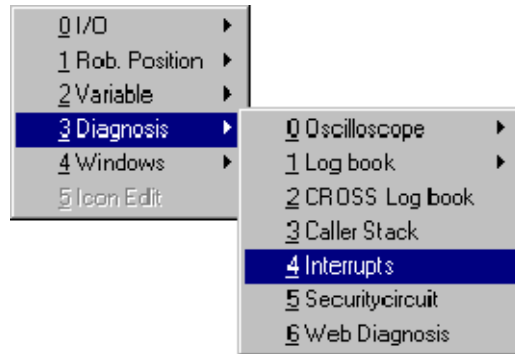 0 I/O
1 Rob. Position
2 Variable
3 Diagnosis
4 Windows
5 Icon Edit
0 Oscilloscope
1 Log book
2 CROSS Log book
3 Caller Stack
4 Interrupts
5 Securitycircuit
6 Web Diagnosis